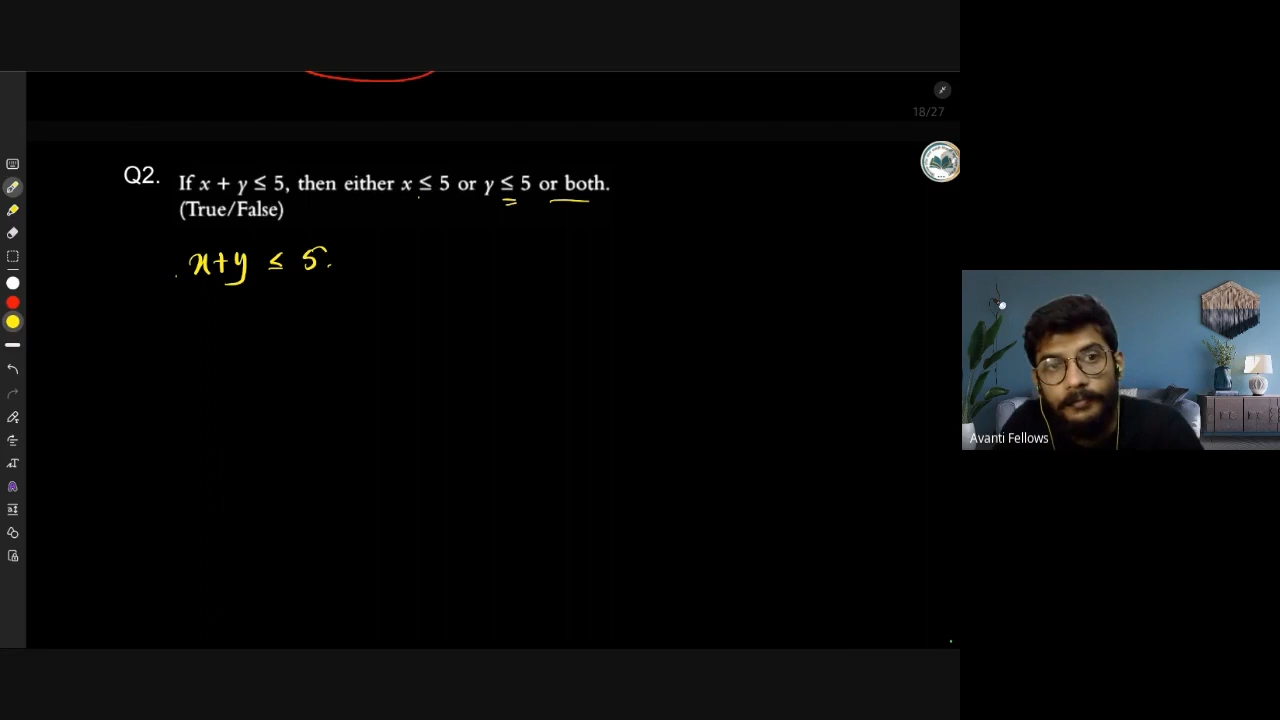 18/27
Q2. If x + y ≤ 5, then either x ≤ 5 or y ≤ 5 or both.
(True/False)
x+y ≤ 5.
Avanti Fellows